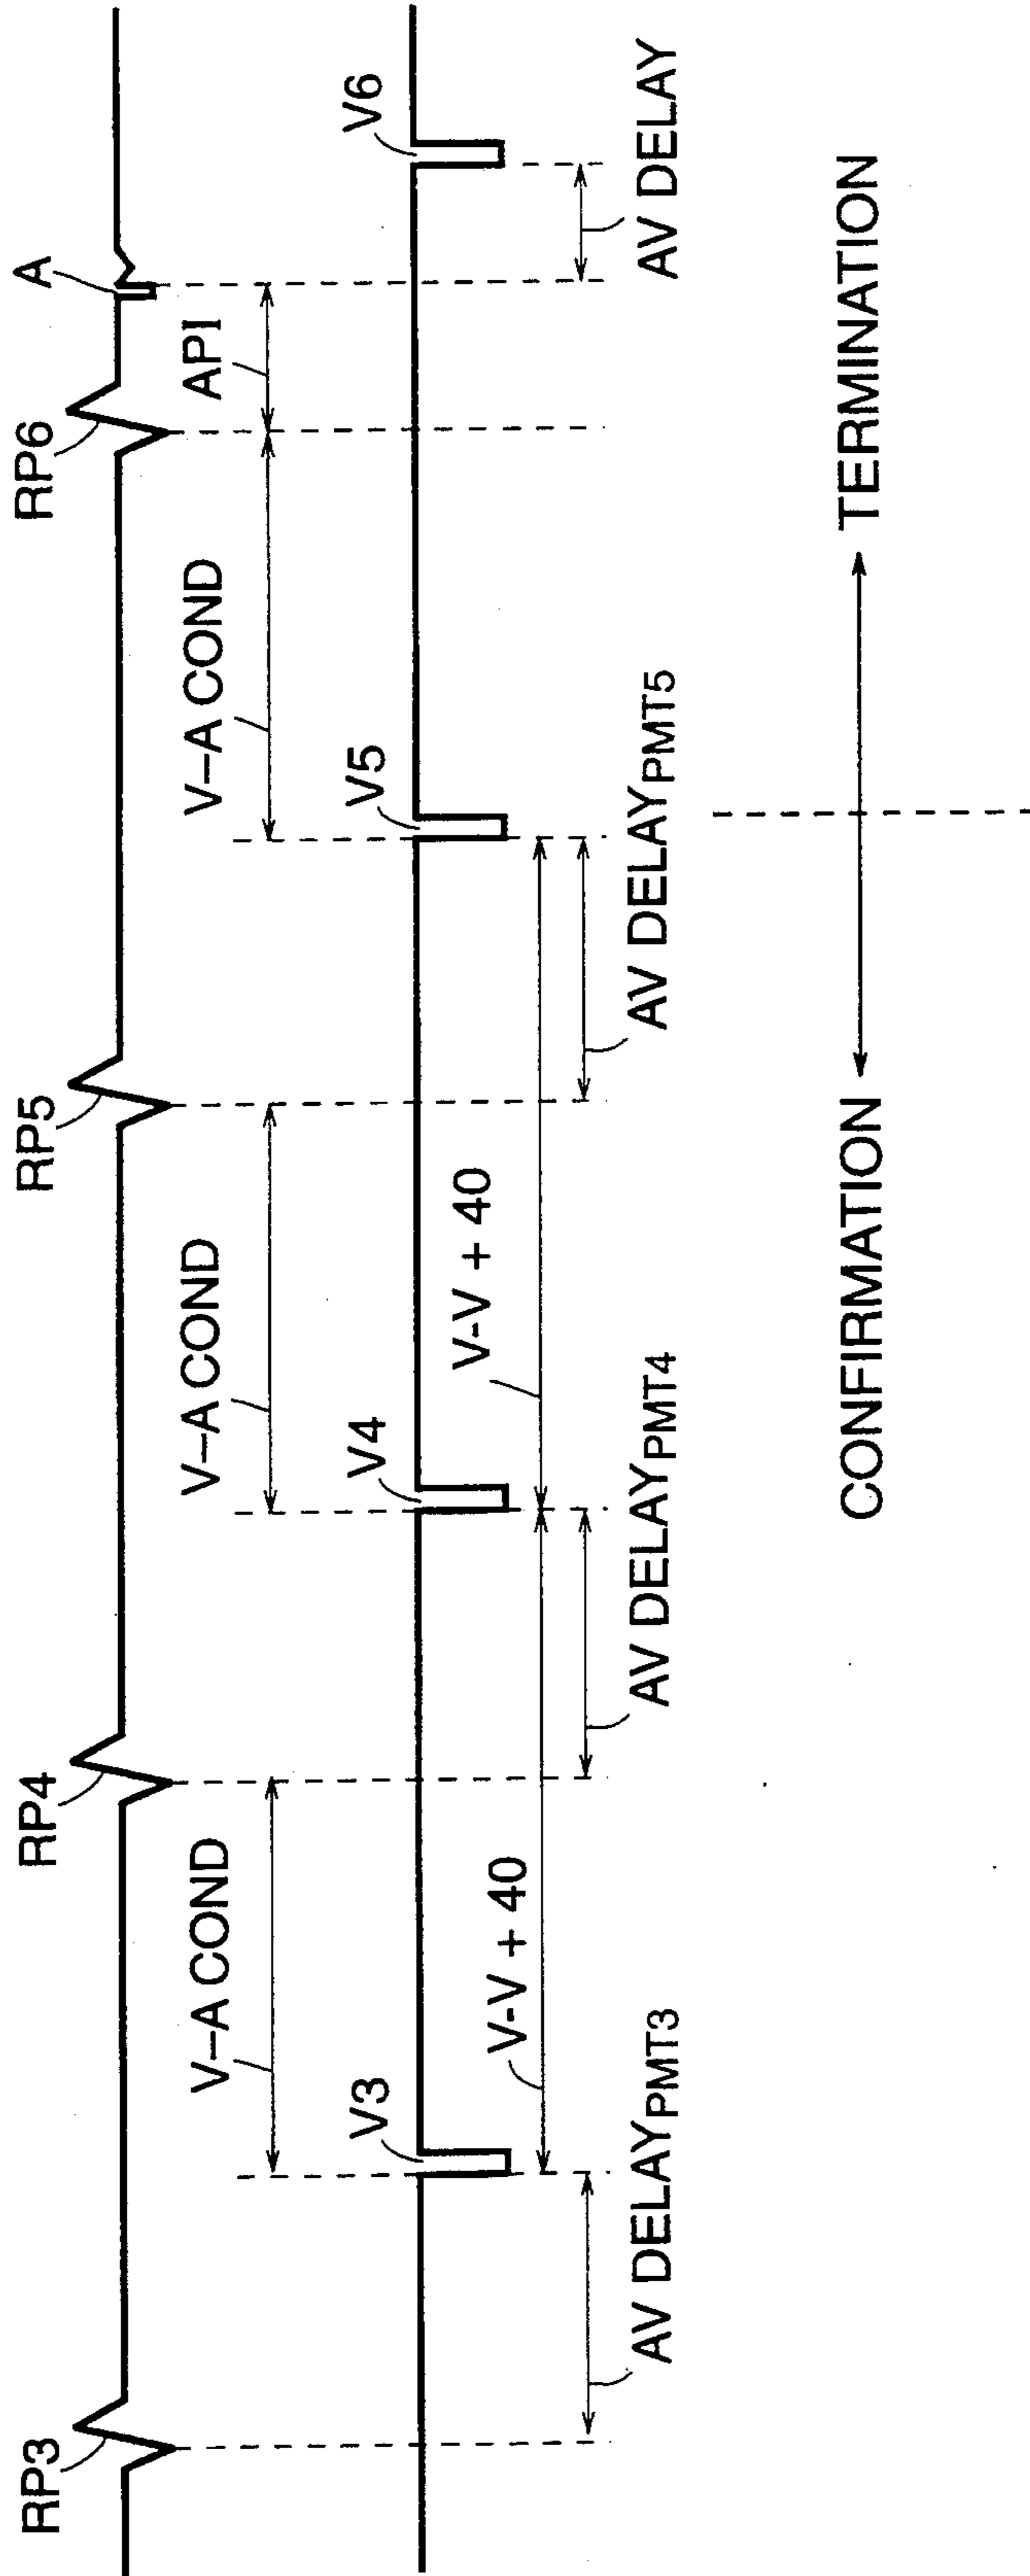 RP3
RP4
RP5
RP6
A
V–A COND
V–A COND
V–A COND
API
V3
V4
V5
V6
V-V + 40
V-V + 40
AV DELAYPMT3
AV DELAYPMT4
AV DELAYPMT5
AV DELAY
CONFIRMATION
TERMINATION